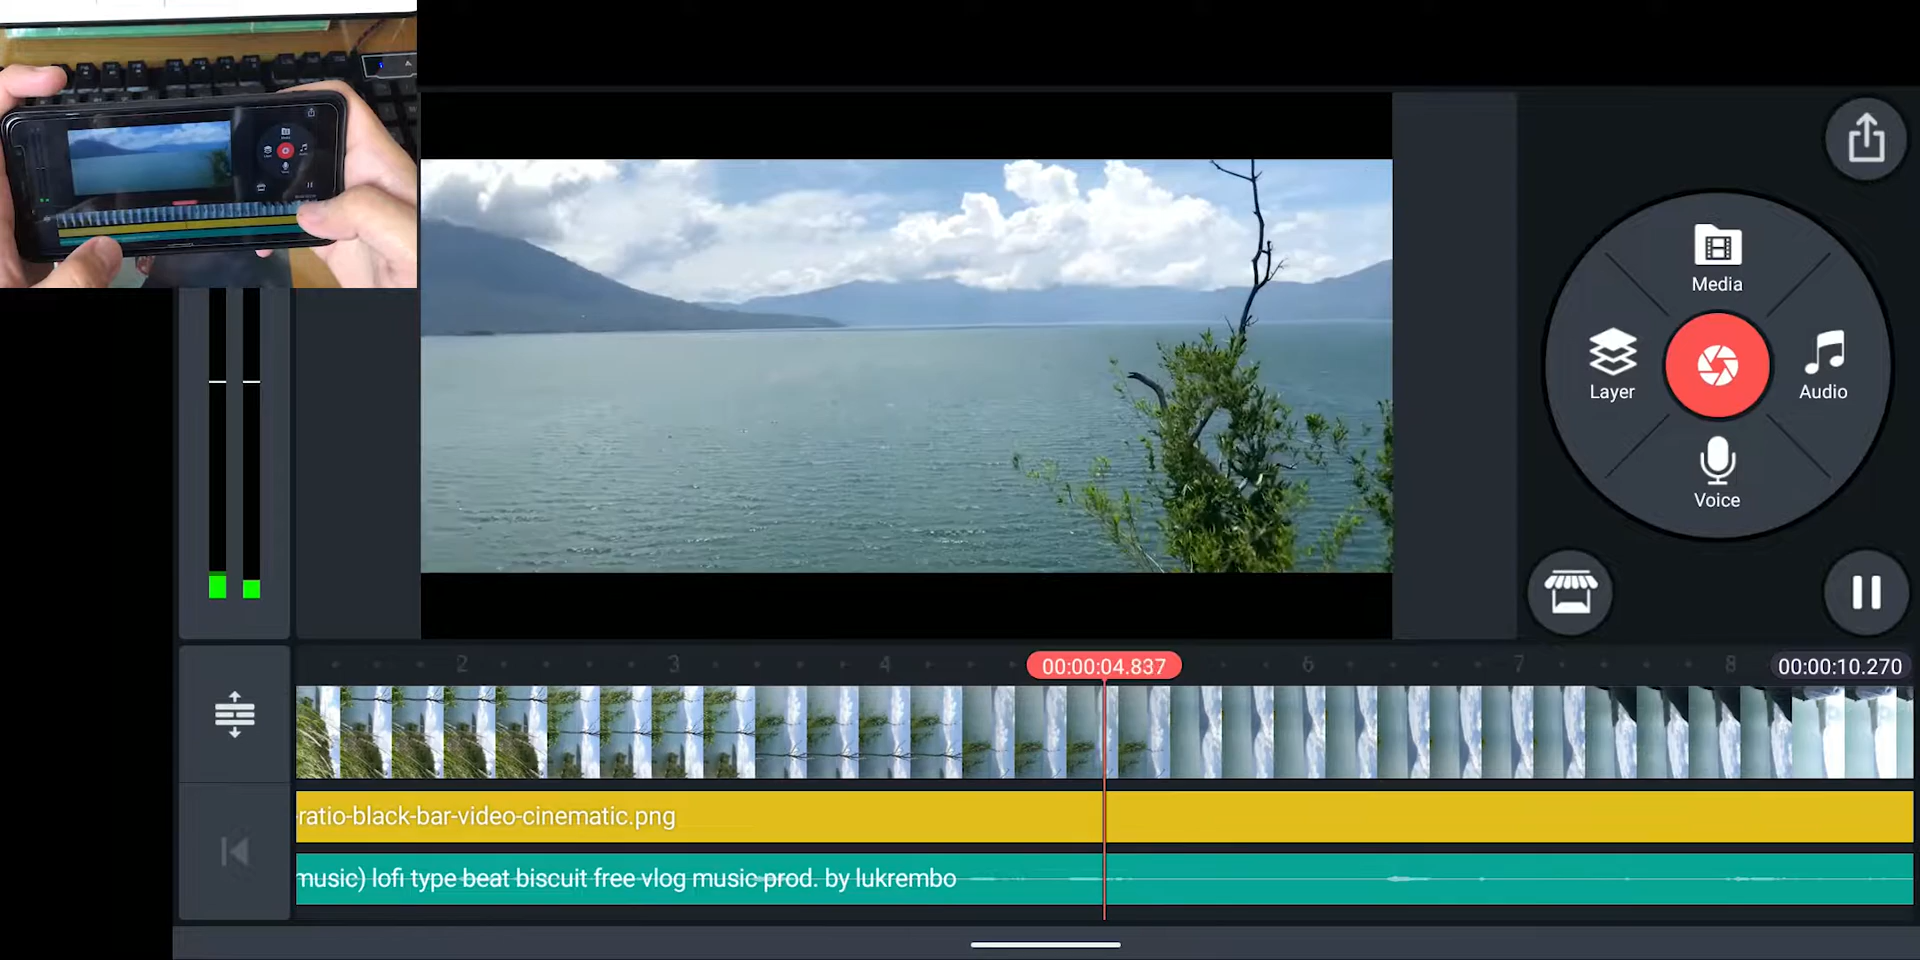 Media
Layer
Audio
Voice
2 3 4 00:00:04.837 6 7 8 00:00:10.270
-ratio-black-bar-video-cinematic.png
music) lofi type beat biscuit free vlog music prod. by lukrembo